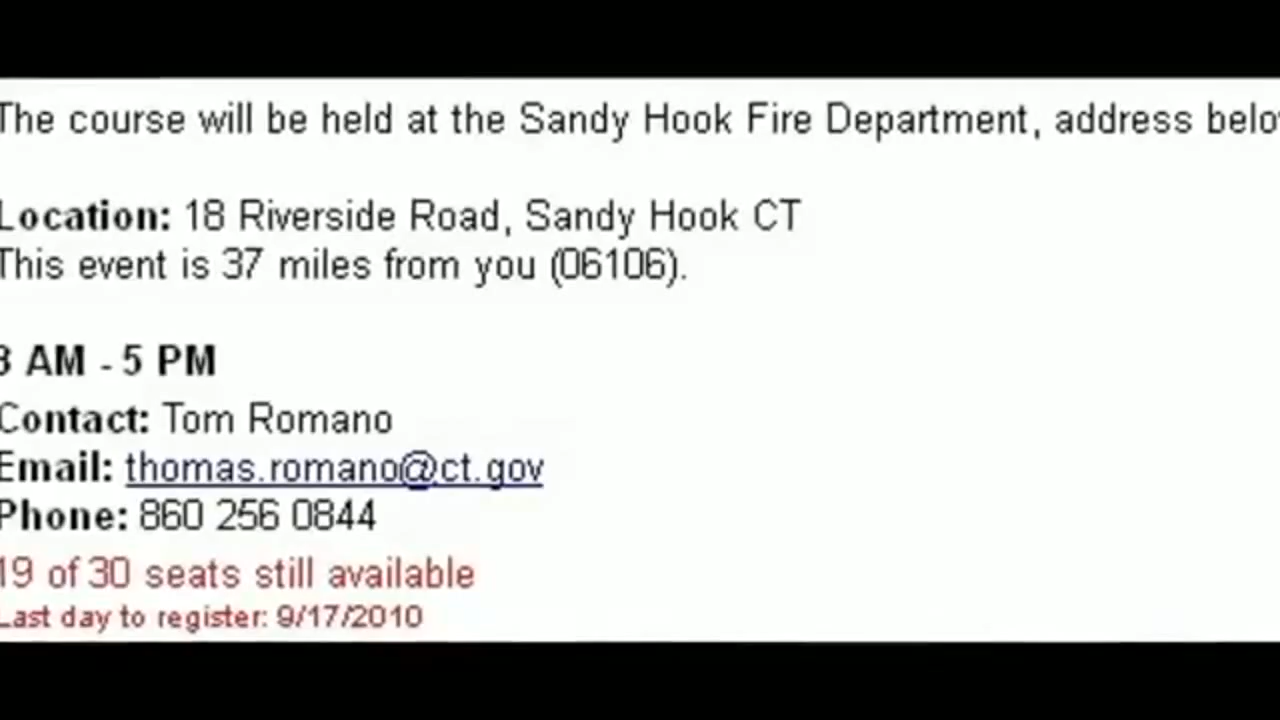 The course will be held at the Sandy Hook Fire Department, address belo
Location: 18 Riverside Road, Sandy Hook CT
This event is 37 miles from you (06106).
8 AM - 5 PM
Contact: Tom Romano
Email: thomas.romano@ct.gov
Phone: 860 256 0844
19 of 30 seats still available
Last day to register: 9/17/2010